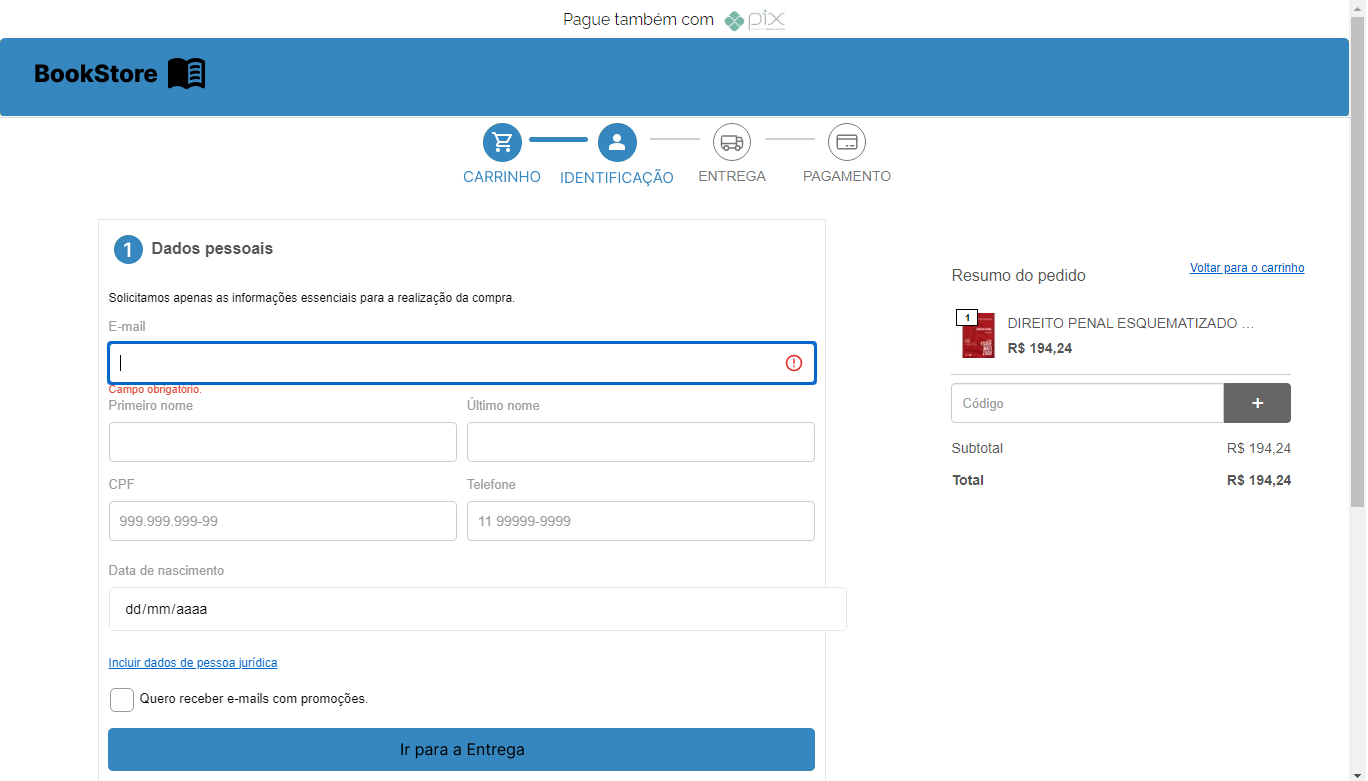 Pague também com pix
BookStore
CARRINHO
IDENTIFICAÇÃO
ENTREGA
PAGAMENTO
1 Dados pessoais
Solicitamos apenas as informações essenciais para a realização da compra.
E-mail
Campo obrigatório.
Primeiro nome
Último nome
CPF
Telefone
999.999.999-99
11 99999-9999
Data de nascimento
dd/mm/aaaa
Incluir dados de pessoa jurídica
Quero receber e-mails com promoções.
Ir para a Entrega
Resumo do pedido
Voltar para o carrinho
1
DIREITO PENAL ESQUEMATIZADO ...
R$ 194,24
Código
+
Subtotal
R$ 194,24
Total
R$ 194,24